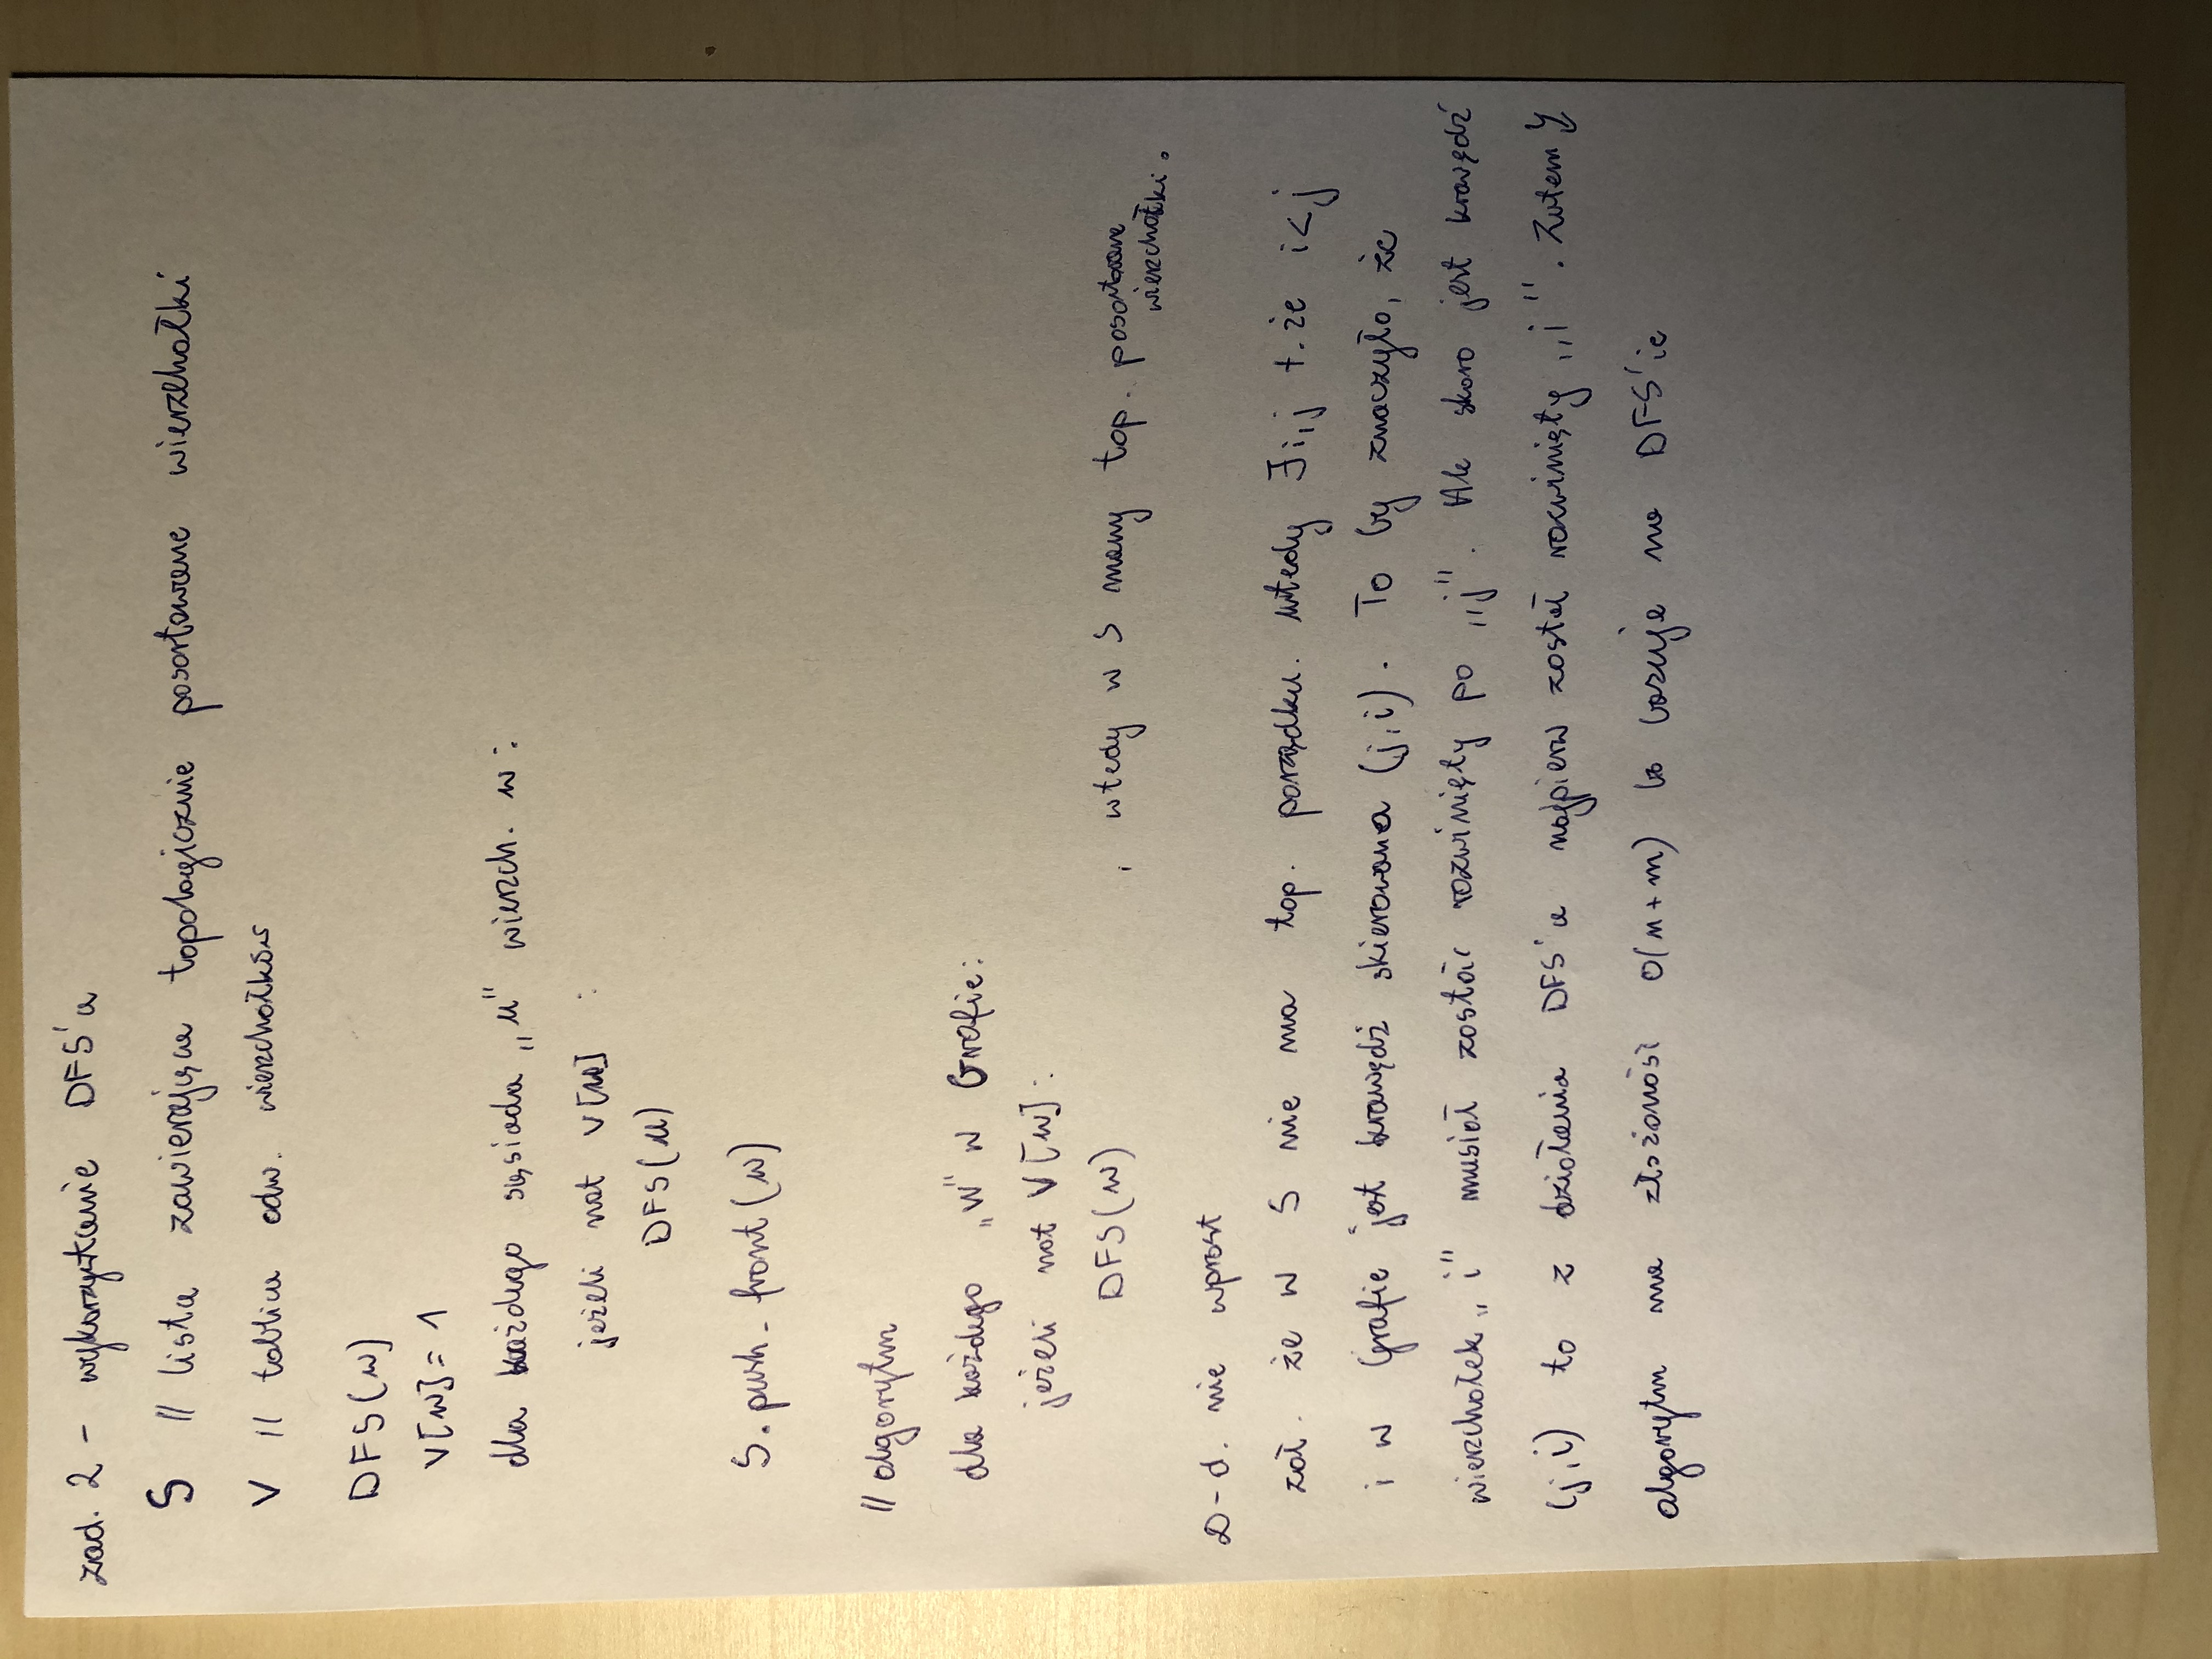 zad. 2 - wykorzystanie DFS'a
S // lista zawierająca topologicznie posortowane wierzchołki
V // tablica odw. wierzchołków
DFS(w)
V[w] = 1
dla każdego sąsiada „u" wierzch. w :
jeżeli not V[u] :
DFS(u)
S. push_front(w)
// algorytm
dla każdego „w" w Grafie:
jeżeli not V[w] :
DFS(w) , wtedy w S mamy top. posortowane
wierzchołki.
D-d. nie wprost
zał. że w S nie ma top. porządku. wtedy ∃i,j t.że i<j
i w Grafie jest krawędź skierowana (j,i). To by znaczyło, że
wierzchołek „i" musiał zostać rozwinięty po „j". Ale skoro jest krawędź
(j,i) to z działania DFS'a najpierw został rozwinięty „i". Zatem
algorytm ma złożoność O(n+m) bo bazuje na DFS'ie